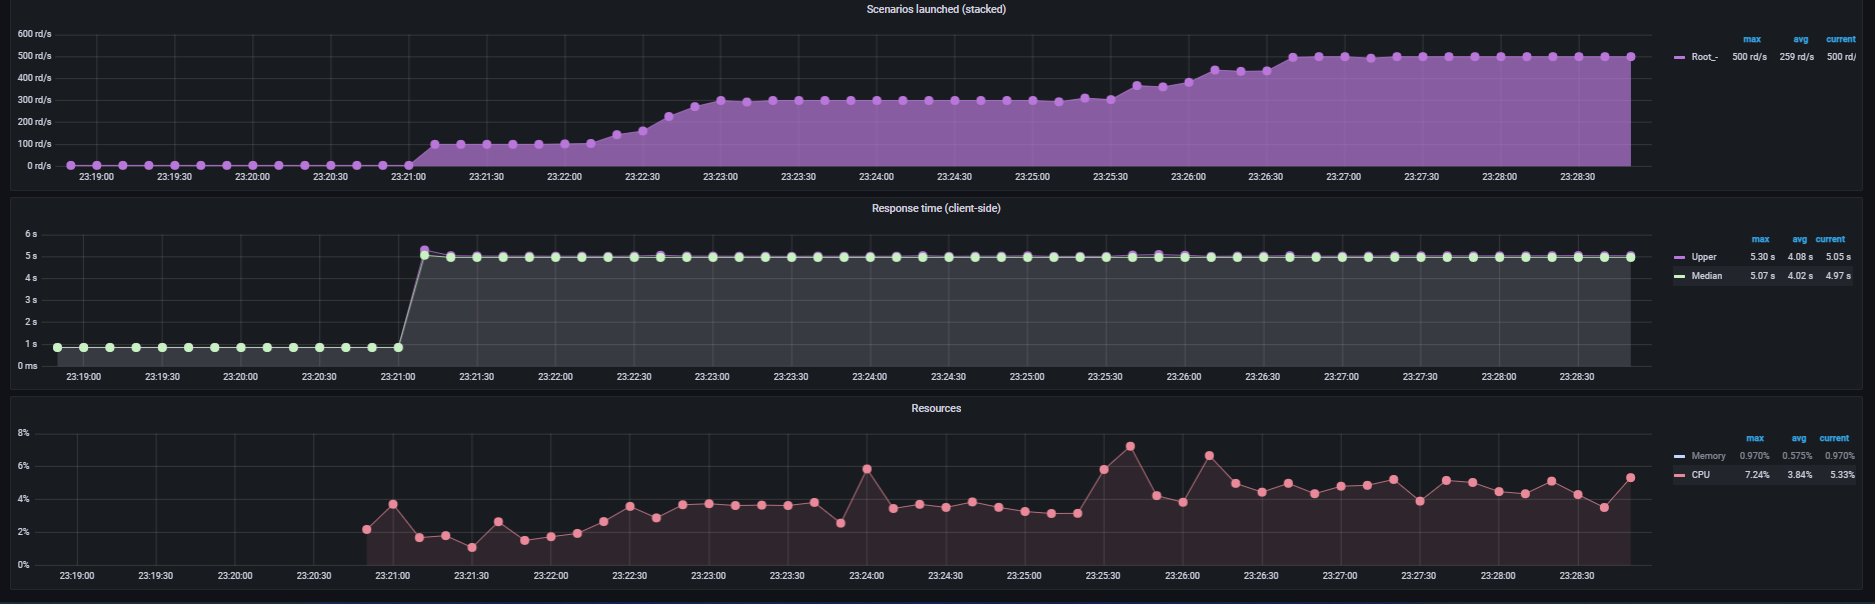 Scenarios launched (stacked)
600 rd/s
500 rd/s
400 rd/s
300 rd/s
200 rd/s
100 rd/s
0 rd/s
23:19:00 23:19:30 23:20:00 23:20:30 23:21:00 23:21:30 23:22:00 23:22:30 23:23:00 23:23:30 23:24:00 23:24:30 23:25:00 23:25:30 23:26:00 23:26:30 23:27:00 23:27:30 23:28:00 23:28:30
max avg current
Root_- 500 rd/s 259 rd/s 500 rd/
Response time (client-side)
6 s
5 s
4 s
3 s
2 s
1 s
0 ms
23:19:00 23:19:30 23:20:00 23:20:30 23:21:00 23:21:30 23:22:00 23:22:30 23:23:00 23:23:30 23:24:00 23:24:30 23:25:00 23:25:30 23:26:00 23:26:30 23:27:00 23:27:30 23:28:00 23:28:30
max avg current
Upper 5.30 s 4.08 s 5.05 s
Median 5.07 s 4.02 s 4.97 s
Resources
8%
6%
4%
2%
0%
23:19:00 23:19:30 23:20:00 23:20:30 23:21:00 23:21:30 23:22:00 23:22:30 23:23:00 23:23:30 23:24:00 23:24:30 23:25:00 23:25:30 23:26:00 23:26:30 23:27:00 23:27:30 23:28:00 23:28:30
max avg current
Memory 0.970% 0.575% 0.970%
CPU 7.24% 3.84% 5.33%